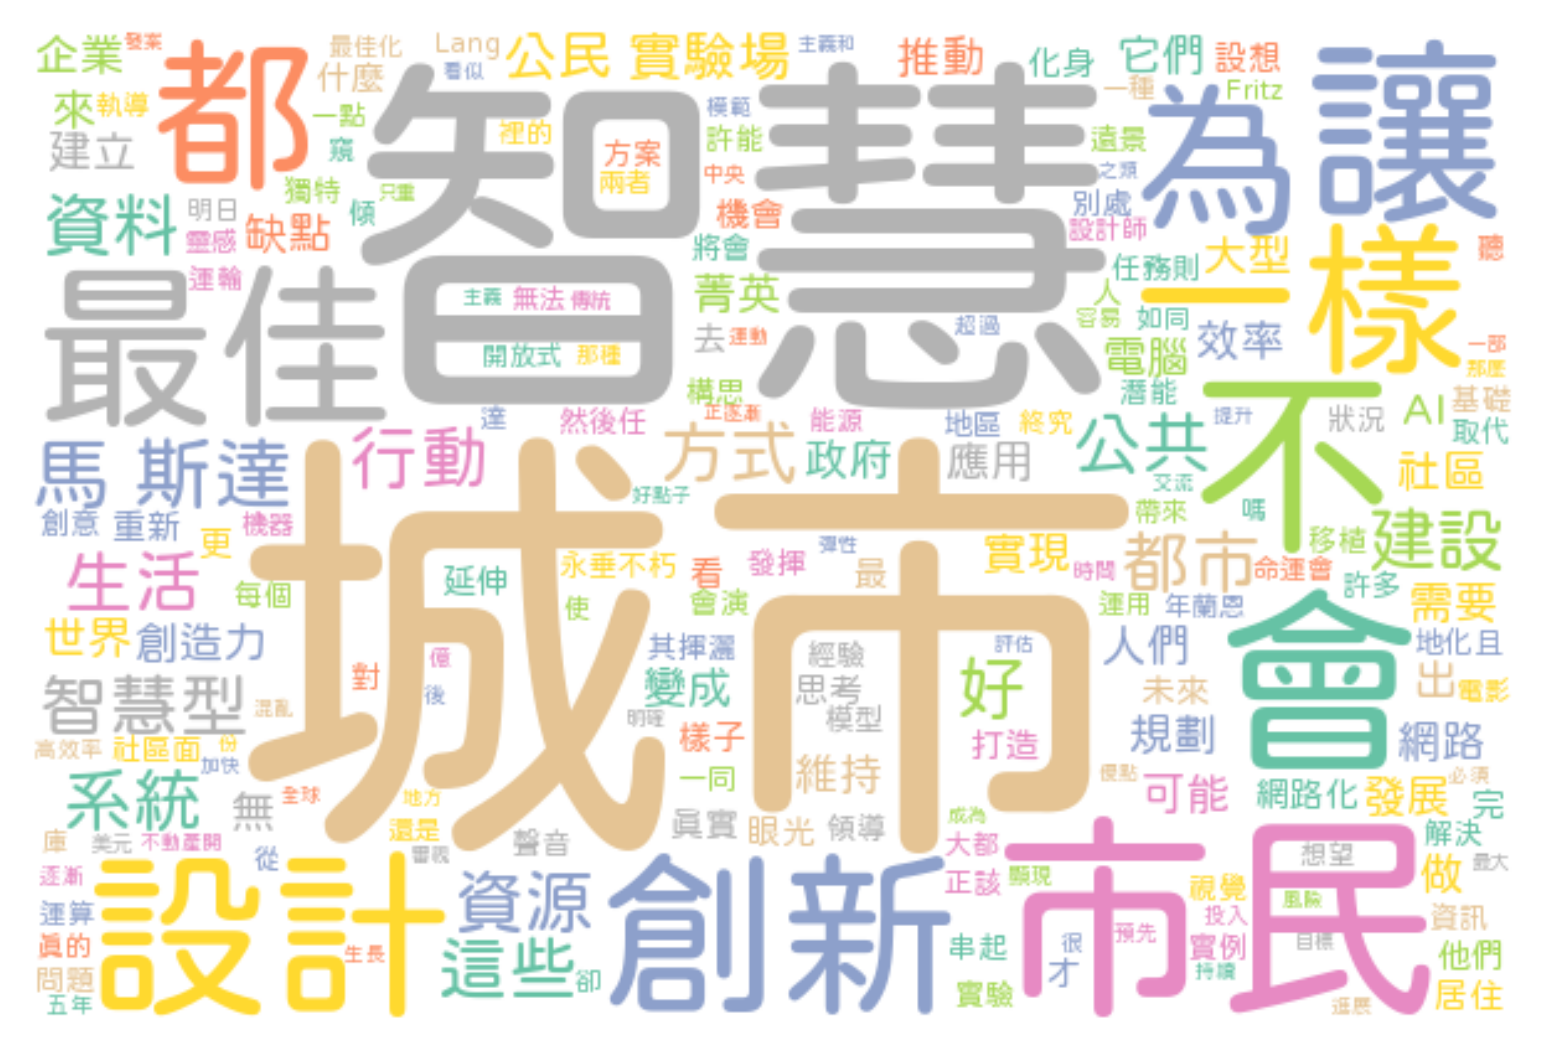 企業 發案 都 最佳化 Lang 公民 實驗場 主義和 推動 化身 它們 設想 讓
什麼 看似 智慧 一種 Fritz 為
來 執導 一點 裡的 模範 許能 遠景
建立 窺 方案 兩者 中央 之類
資料 獨特 只重 明日 傾 機會 別處 設計師
靈感 缺點 將會 任務則 大型 樣 聽
最佳 運輸 主義 無法 傳統 菁英 人 一
容易 如同 超過 去 運動 電腦 效率 一部
開放式 那種 那麼
構思 潛能 不 AI 基礎
達 然後任 正逐漸 能源 地區 終究 公共 提升 狀況 取代
馬 斯達 行動 方式 政府 應用 社區
城市 好點子 交流
創意 重新 機器 更 帶來 嗎 移植 建設
彈性 實現 都市 命運會
生活 每個 延伸 永垂不朽 看 發揮 最 時間 許多
使 會演 運用 年蘭恩 需要
世界 創造力 其揮灑 經驗 評估 人們 會 地化且
對 億 變成 思考 好 未來 出 電影
智慧型 混亂 後 明確 模型
高效率 社區面 份 樣子 打造 規劃 網路
加快 一同 維持 優點 必須
系統 無 全球 地方 可能 網路化 發展 完
庫 美元 不動產開 還是 聲音 真實 眼光 領導 成為 大都 市民 解決
逐漸 設計 從 資源 創新 正該 顯現 視覺 想望 做 最大
運算 投入 風險 資訊
真的 生長 這些 串起 很 預先 實例 目標 他們
問題 卻 才 持續
五年 實驗 居住